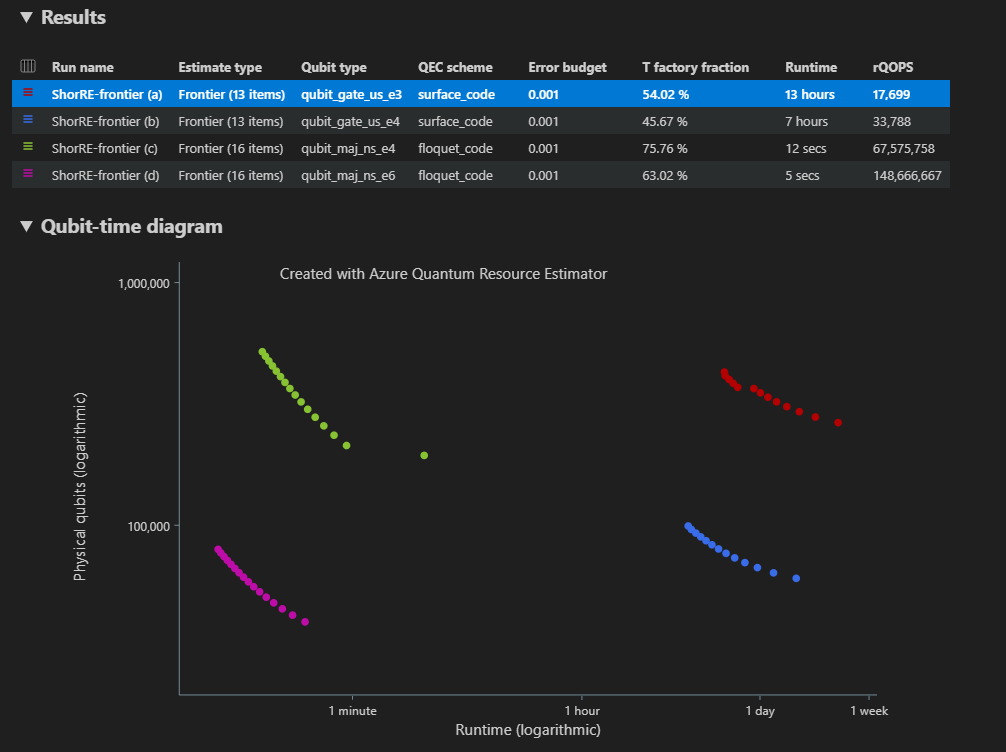 Results
Run name Estimate type Qubit type QEC scheme Error budget T factory fraction Runtime rQOPS
ShorRE-frontier (a) Frontier (13 items) qubit_gate_us_e3 surface_code 0.001 54.02 % 13 hours 17,699
ShorRE-frontier (b) Frontier (13 items) qubit_gate_us_e4 surface_code 0.001 45.67 % 7 hours 33,788
ShorRE-frontier (c) Frontier (16 items) qubit_maj_ns_e4 floquet_code 0.001 75.76 % 12 secs 67,575,758
ShorRE-frontier (d) Frontier (16 items) qubit_maj_ns_e6 floquet_code 0.001 63.02 % 5 secs 148,666,667
Qubit-time diagram
Created with Azure Quantum Resource Estimator
1,000,000
Physical qubits (logarithmic)
100,000
1 minute 1 hour 1 day 1 week
Runtime (logarithmic)